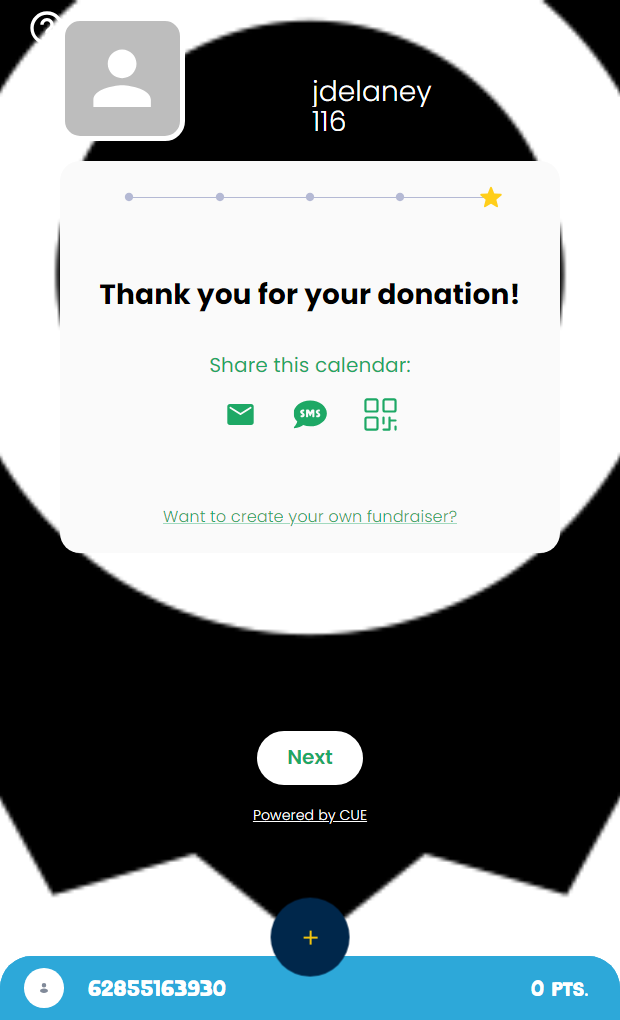 jdelaney
116
Thank you for your donation!
Share this calendar:
SMS
Want to create your own fundraiser?
Next
Powered by CUE
+
62855163930
0 PTS.